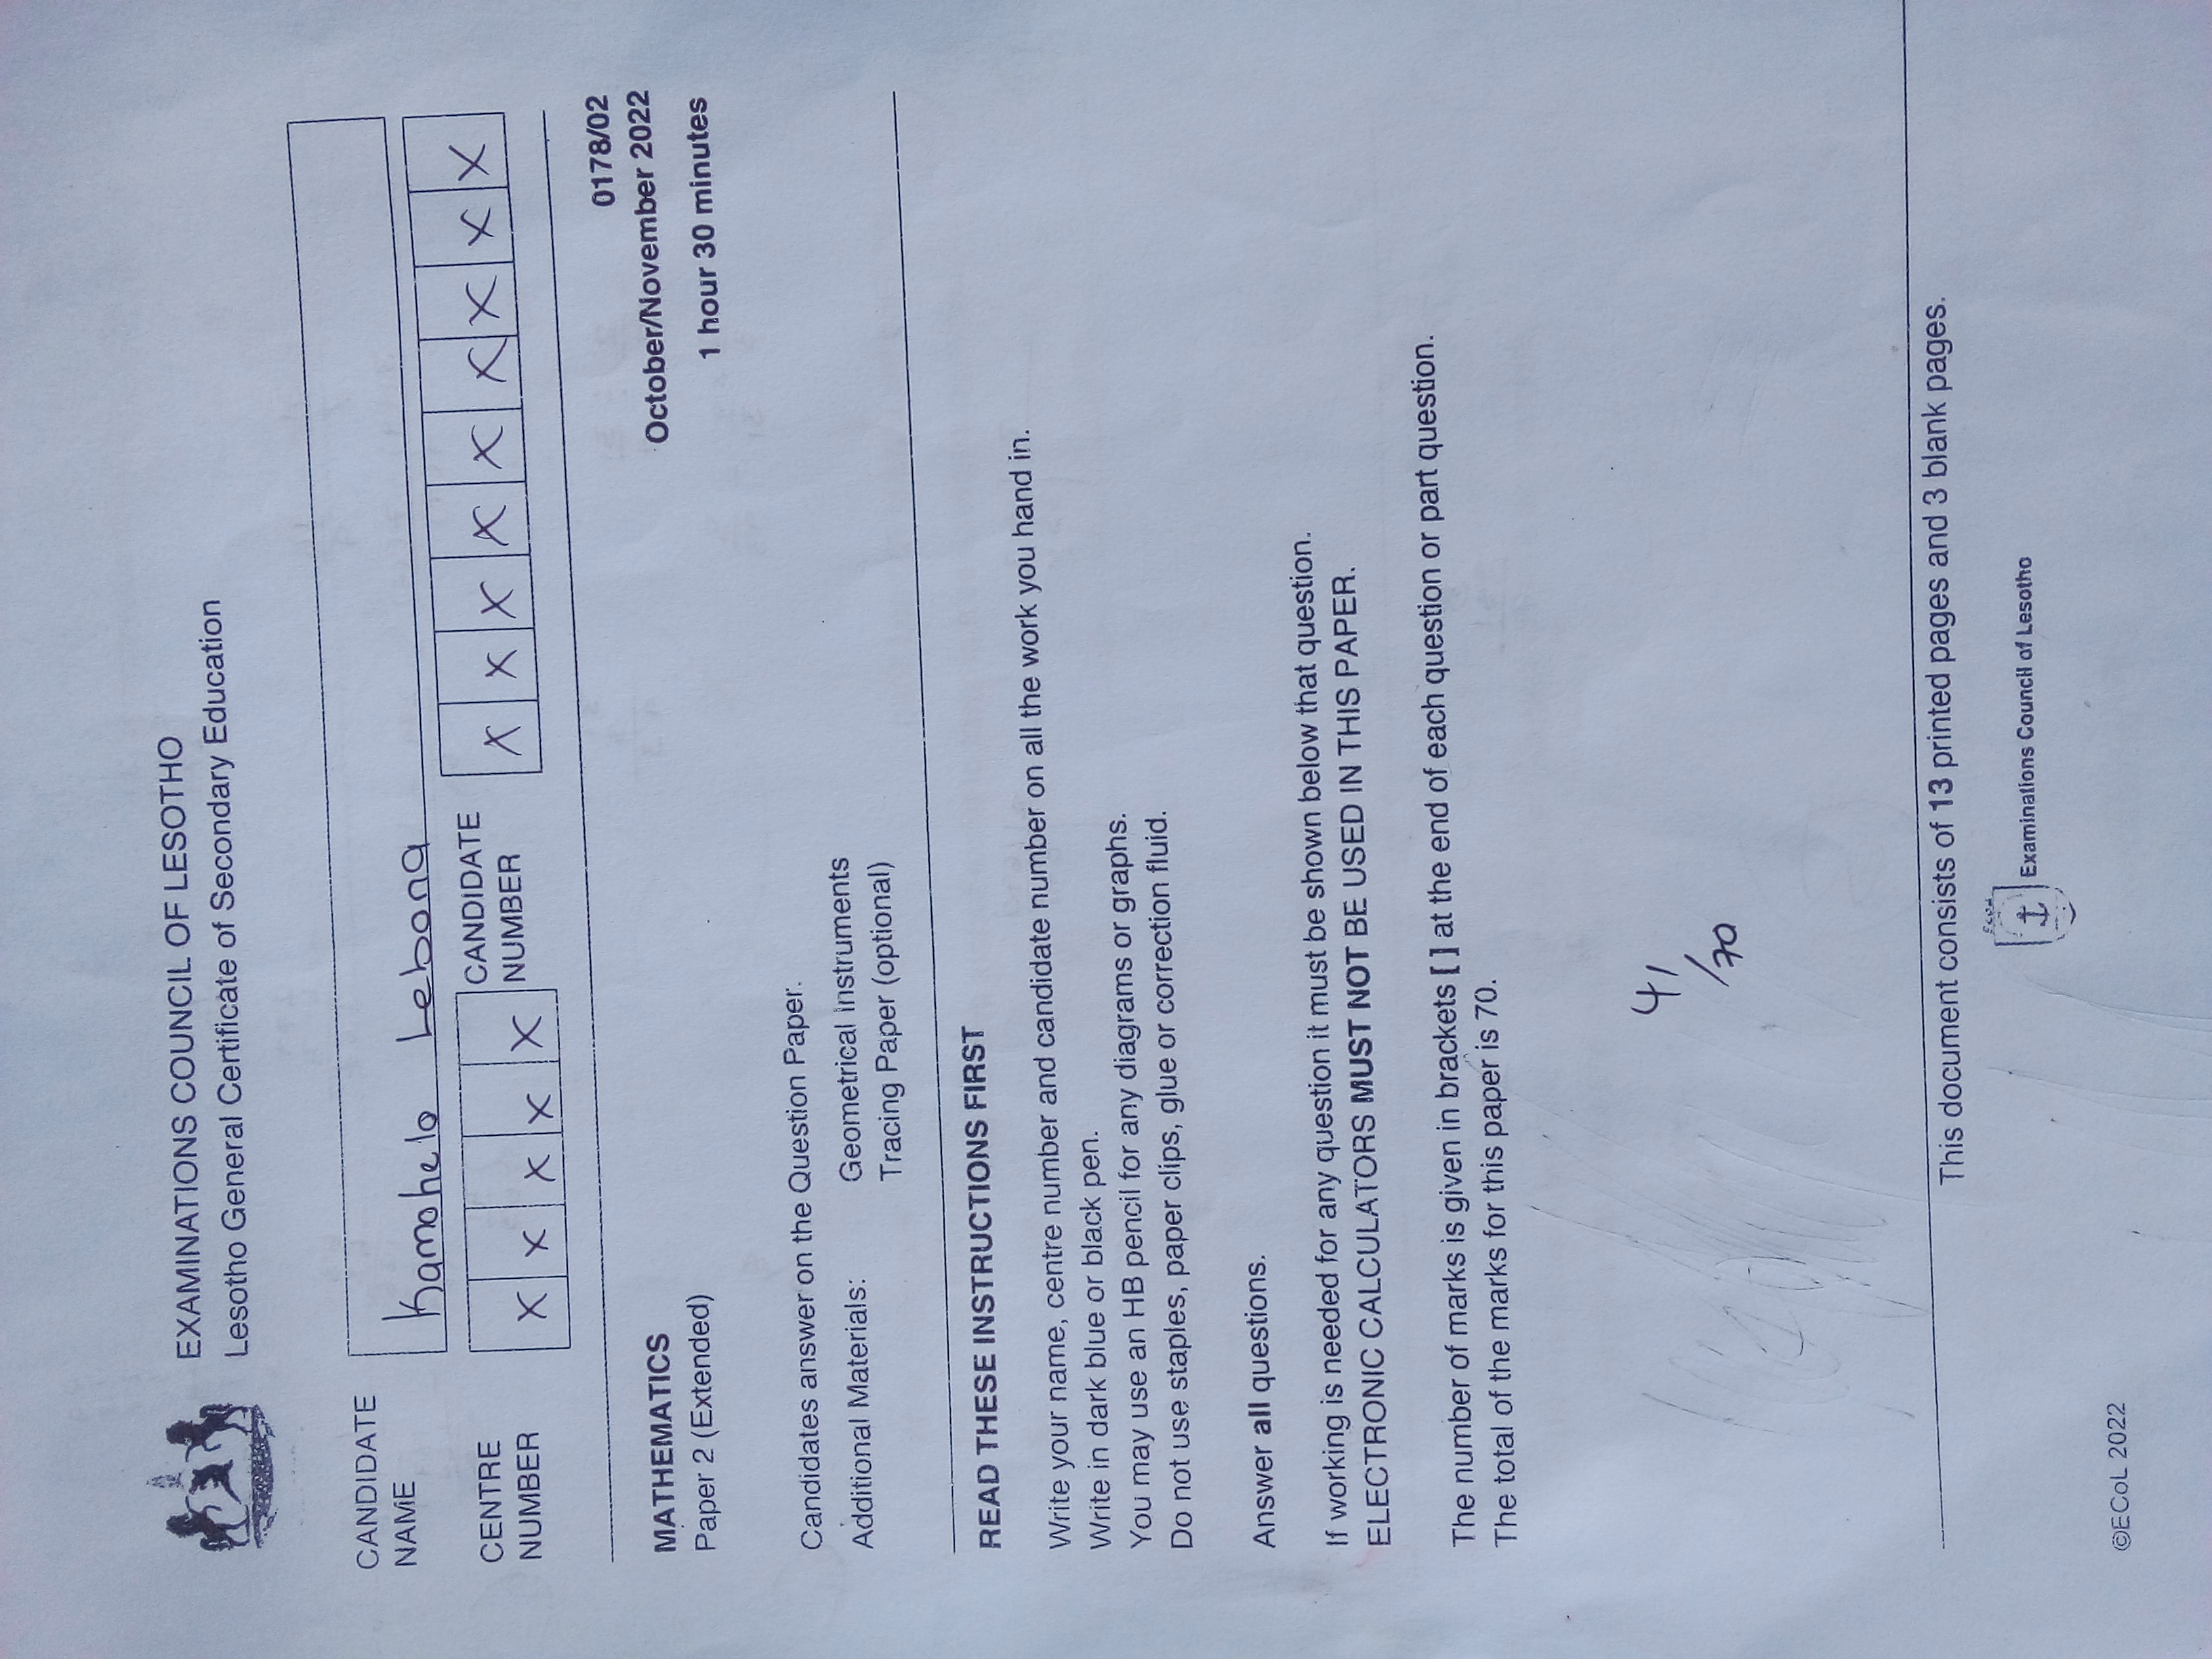 EXAMINATIONS COUNCIL OF LESOTHO
Lesotho General Certificate of Secondary Education
CANDIDATE NAME
Kamohelo Lebona
CENTRE NUMBER
X X X X X
CANDIDATE NUMBER
X X X X X X X X X
0178/02
MATHEMATICS
October/November 2022
Paper 2 (Extended)
1 hour 30 minutes
Candidates answer on the Question Paper.
Additional Materials: Geometrical instruments
Tracing Paper (optional)
READ THESE INSTRUCTIONS FIRST
Write your name, centre number and candidate number on all the work you hand in.
Write in dark blue or black pen.
You may use an HB pencil for any diagrams or graphs.
Do not use staples, paper clips, glue or correction fluid.
Answer all questions.
If working is needed for any question it must be shown below that question.
ELECTRONIC CALCULATORS MUST NOT BE USED IN THIS PAPER.
The number of marks is given in brackets [ ] at the end of each question or part question.
The total of the marks for this paper is 70.
41
/70
This document consists of 13 printed pages and 3 blank pages.
ECoL
Examinations Council of Lesotho
©ECoL 2022